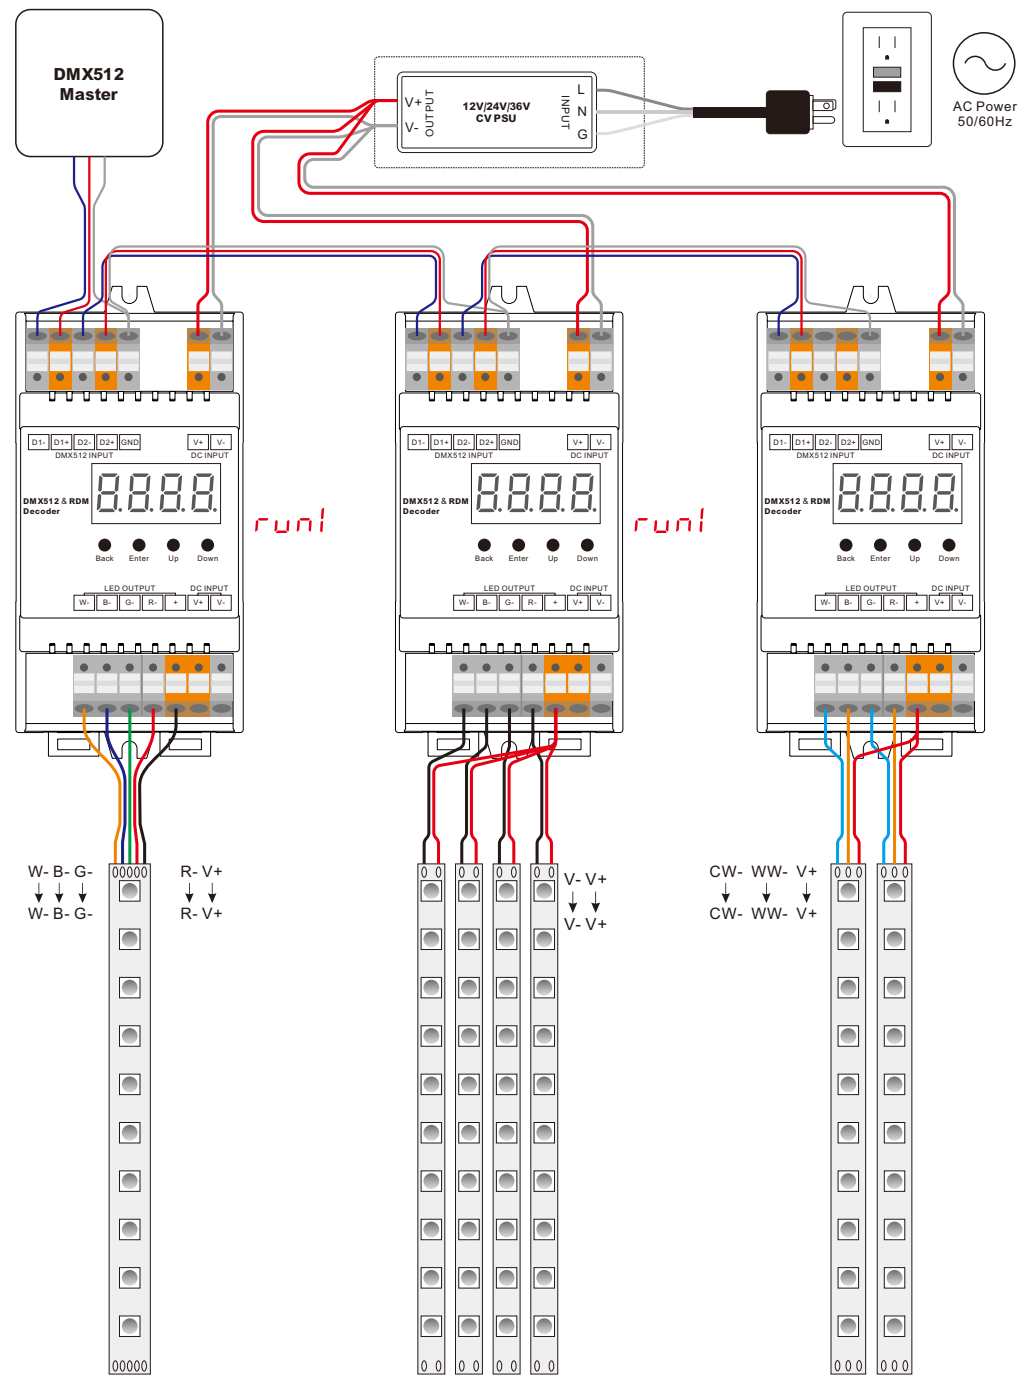 DMX512
Master
V+
V-
OUTPUT
12V/24V/36V
CV PSU
INPUT
L
N
G
AC Power
50/60Hz
D1- D1+ D2- D2+ GND V+ V-
DMX512 INPUT DC INPUT
8.8.8.8.
DMX512 & RDM
Decoder
Back Enter Up Down
LED OUTPUT DC INPUT
W- B- G- R- + V+ V-
run1
D1- D1+ D2- D2+ GND V+ V-
DMX512 INPUT DC INPUT
8.8.8.8.
DMX512 & RDM
Decoder
Back Enter Up Down
LED OUTPUT DC INPUT
W- B- G- R- + V+ V-
run1
D1- D1+ D2- D2+ GND V+ V-
DMX512 INPUT DC INPUT
8.8.8.8.
DMX512 & RDM
Decoder
Back Enter Up Down
LED OUTPUT DC INPUT
W- B- G- R- + V+ V-
W- B- G- R- V+
W- B- G- R- V+
V- V+
V- V+
CW- WW- V+
CW- WW- V+